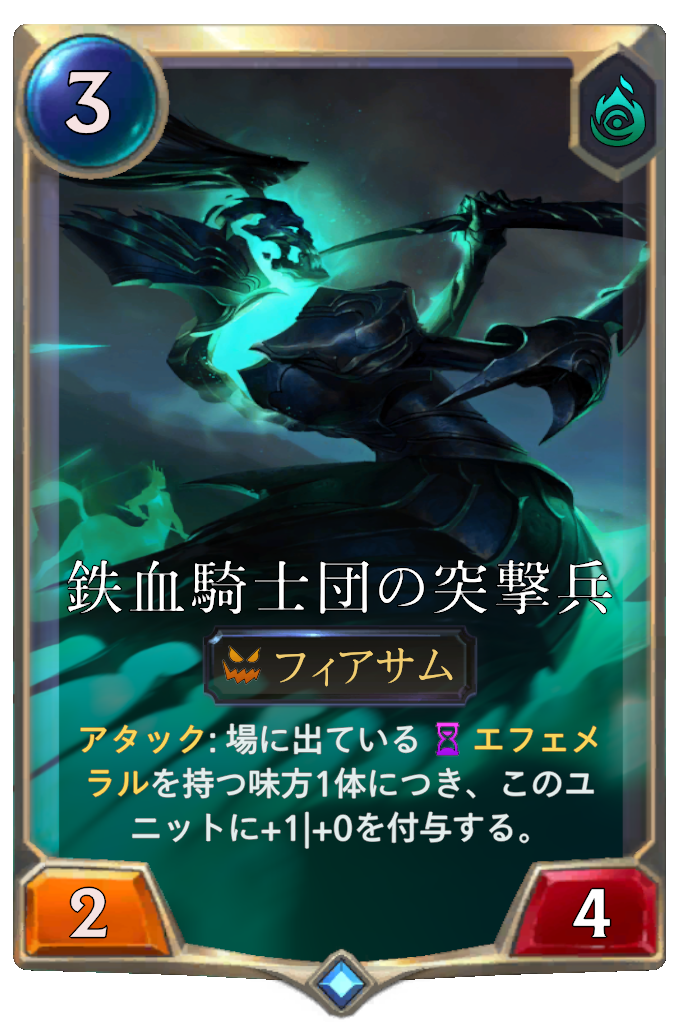 3
鉄血騎士団の突撃兵
フィアサム
アタック: 場に出ている エフェメ
ラルを持つ味方1体につき、このユ
ニットに+1|+0を付与する。
2
4